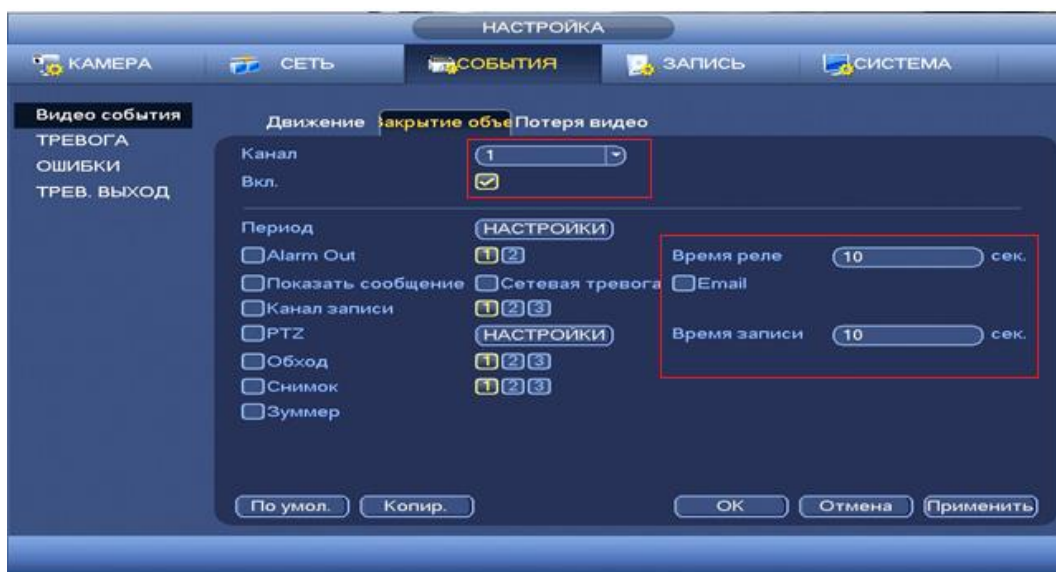 НАСТРОЙКА
КАМЕРА СЕТЬ СОБЫТИЯ ЗАПИСЬ СИСТЕМА
Видео события
ТРЕВОГА
ОШИБКИ
ТРЕВ. ВЫХОД
Движение Закрытие объе Потеря видео
Канал 1
Вкл.
Период НАСТРОЙКИ
Alarm Out 1 2 Время реле 10 сек.
Показать сообщение Сетевая тревога Email
Канал записи 1 2 3
PTZ НАСТРОЙКИ Время записи 10 сек.
Обход 1 2 3
Снимок 1 2 3
Зуммер
По умол. Копир. OK Отмена Применить